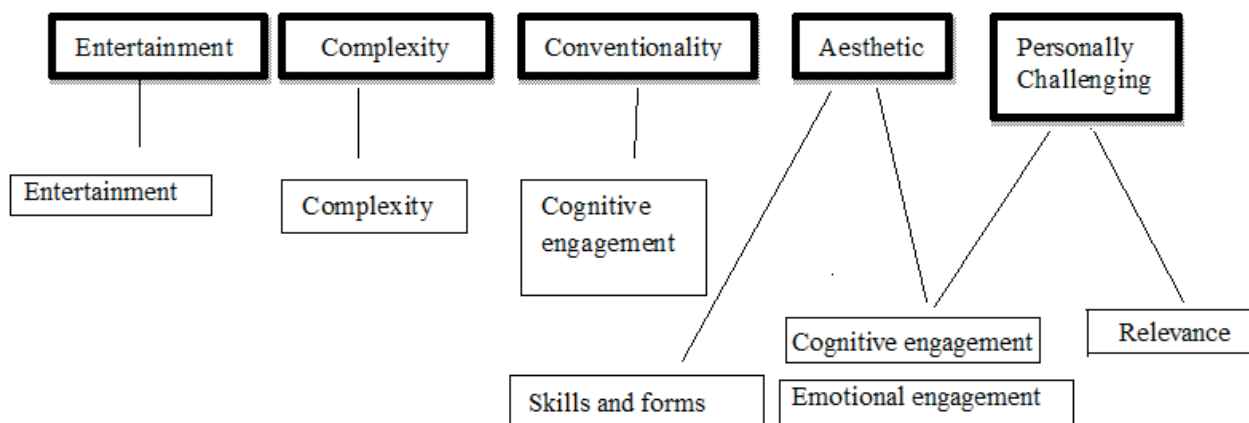 Entertainment
Complexity
Conventionality
Aesthetic
Personally
Challenging
Entertainment
Complexity
Cognitive
engagement
Cognitive engagement
Relevance
Skills and forms
Emotional engagement